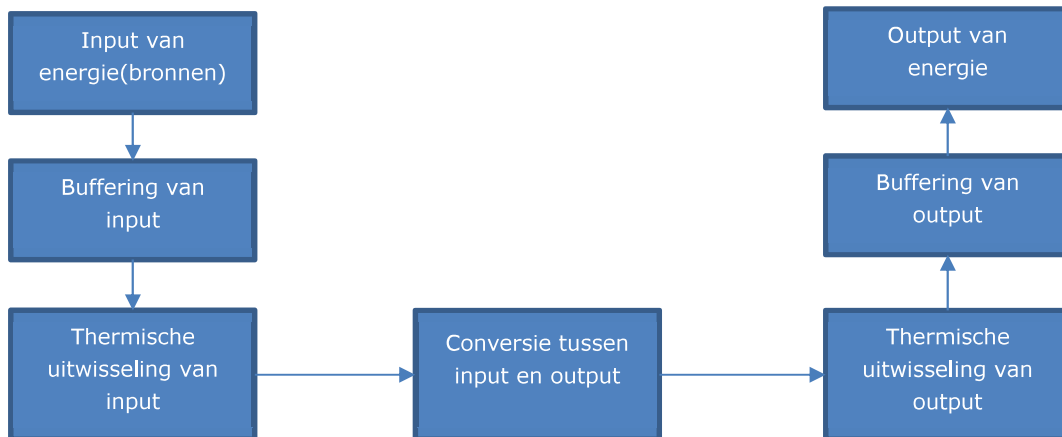 Input van
energie(bronnen)
Buffering van
input
Thermische
uitwisseling van
input
Conversie tussen
input en output
Thermische
uitwisseling van
output
Buffering van
output
Output van
energie